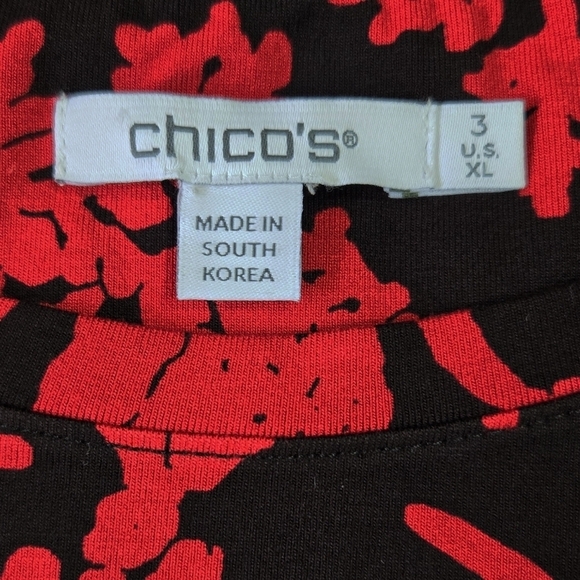 chico's®
3
U.S.
XL
MADE IN
SOUTH
KOREA